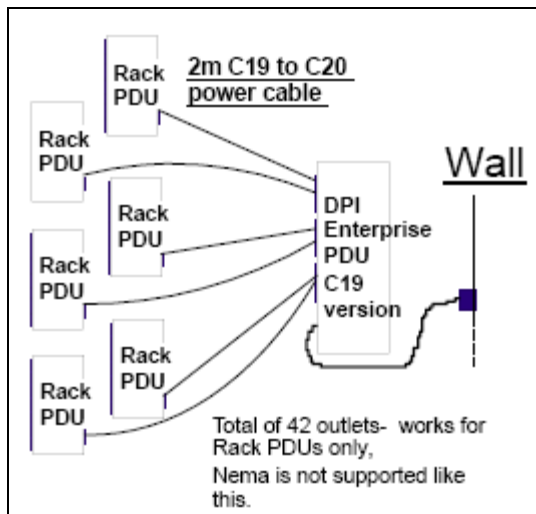 Rack
PDU
2m C19 to C20
power cable
Rack
PDU
Wall
Rack
PDU
DPI
Enterprise
PDU
C19
version
Rack
PDU
Rack
PDU
Rack
PDU
Total of 42 outlets- works for
Rack PDUs only,
Nema is not supported like
this.